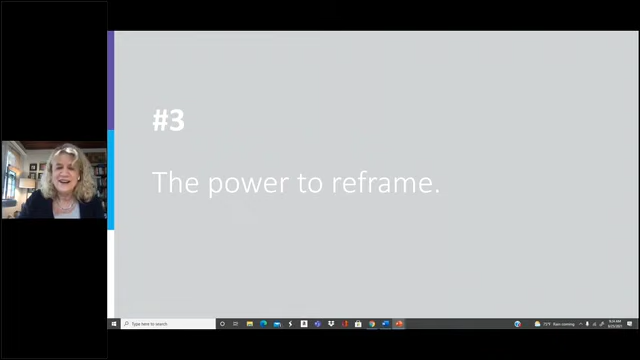 #3
The power to reframe.
Type here to search